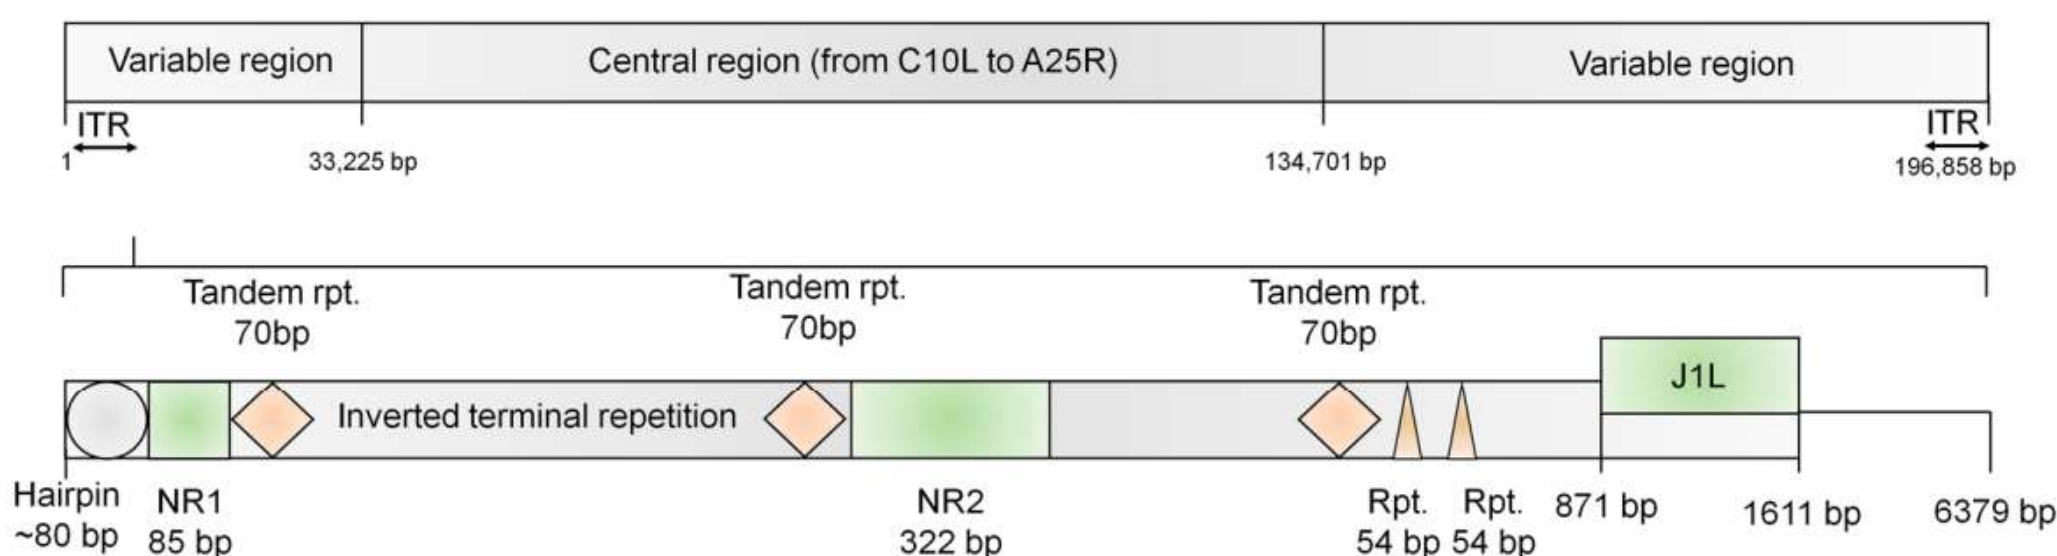 Variable region
Central region (from C10L to A25R)
Variable region
ITR
ITR
1
33,225 bp
134,701 bp
196,858 bp
Tandem rpt.
70bp
Tandem rpt.
70bp
Tandem rpt.
70bp
J1L
Inverted terminal repetition
Hairpin
~80 bp
NR1
85 bp
NR2
322 bp
Rpt.
54 bp
Rpt.
54 bp
871 bp
1611 bp
6379 bp